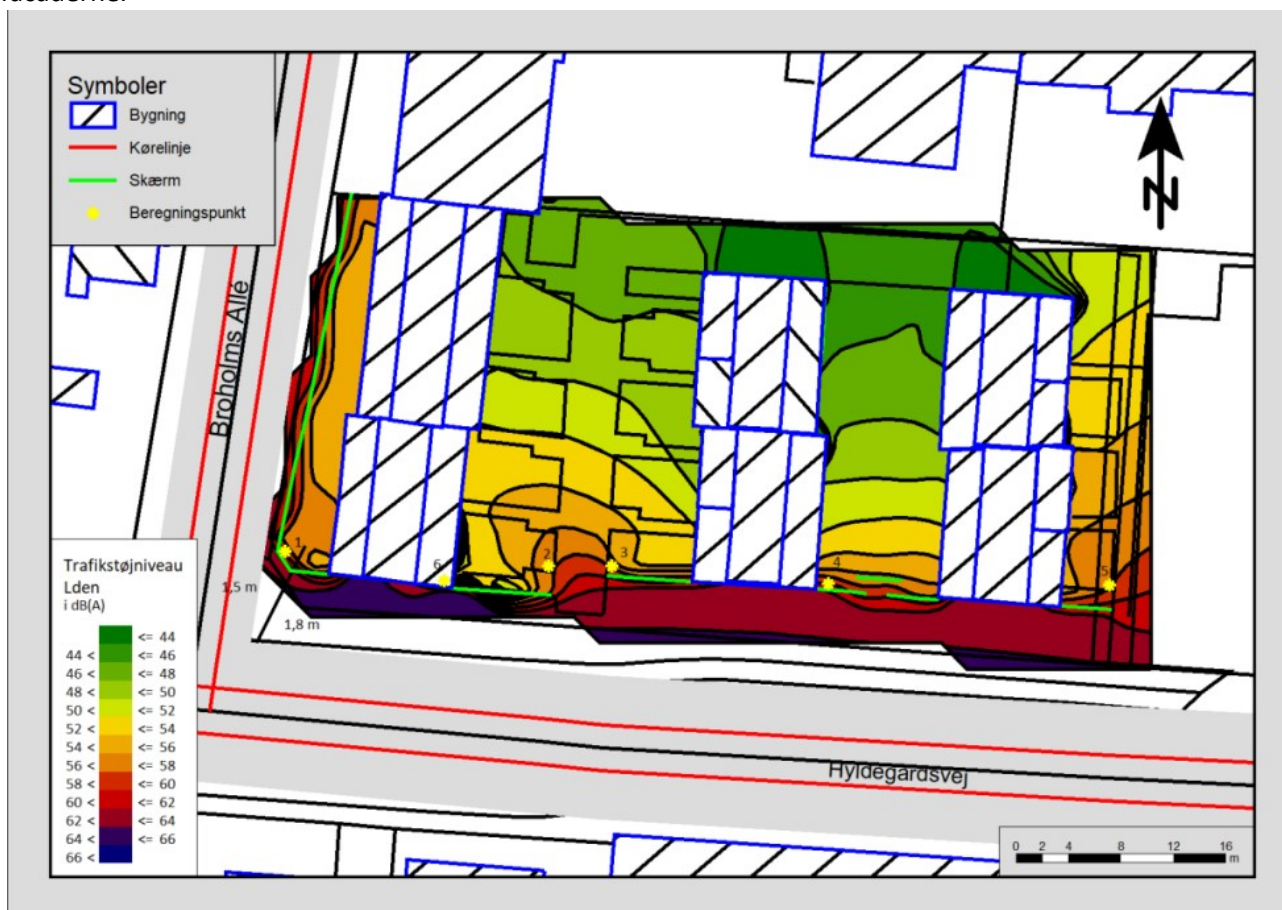 Symboler
Bygning
Kørelinje
Skærm
Beregningspunkt
N
Broholms Allé
1
2
3
4
5
6
1,5 m
1,8 m
Hyldegårdsvej
Trafikstøjniveau
Lden
i dB(A)
<= 44
44 < <= 46
46 < <= 48
48 < <= 50
50 < <= 52
52 < <= 54
54 < <= 56
56 < <= 58
58 < <= 60
60 < <= 62
62 < <= 64
64 < <= 66
66 <
0 2 4 8 12 16
m